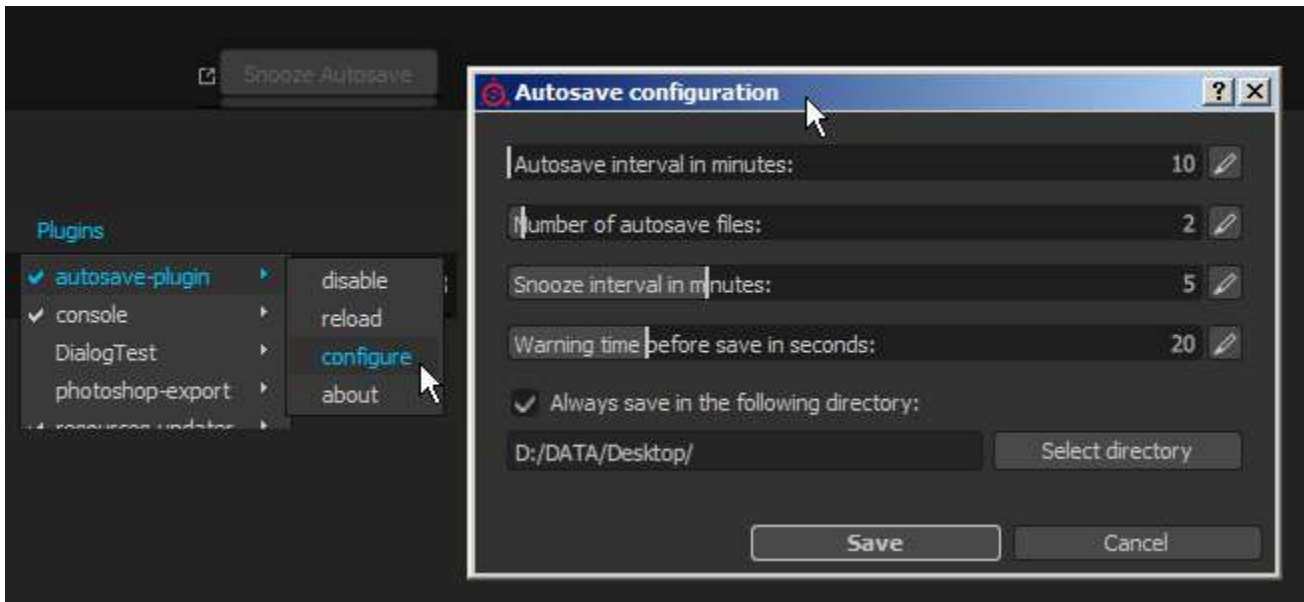 Snooze Autosave
Plugins
autosave-plugin
console
DialogTest
photoshop-export
resources-updater
disable
reload
configure
about
Autosave configuration
Autosave interval in minutes: 10
Number of autosave files: 2
Snooze interval in minutes: 5
Warning time before save in seconds: 20
Always save in the following directory:
D:/DATA/Desktop/ Select directory
Save Cancel